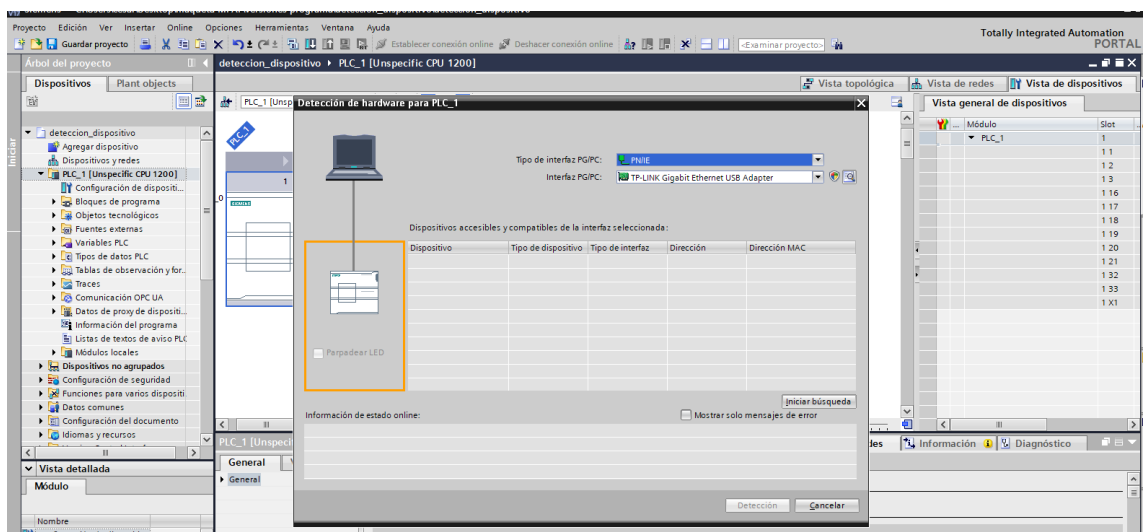 Proyecto Edición Ver Insertar Online Opciones Herramientas Ventana Ayuda
Totally Integrated Automation
PORTAL
Guardar proyecto
Establecer conexión online
Deshacer conexión online
<Examinar proyecto>
Árbol del proyecto
deteccion_dispositivo
PLC_1 [Unspecific CPU 1200]
Dispositivos
Plant objects
Vista topológica
Vista de redes
Vista de dispositivos
PLC_1 [Unsp
Vista general de dispositivos
Iniciar
deteccion_dispositivo
Agregar dispositivo
Dispositivos y redes
PLC_1 [Unspecific CPU 1200]
Configuración de dispositi...
Bloques de programa
Objetos tecnológicos
Fuentes externas
Variables PLC
Tipos de datos PLC
Tablas de observación y for..
Traces
Comunicación OPC UA
Datos de proxy de dispositi...
Información del programa
Listas de textos de aviso PLC
Módulos locales
Dispositivos no agrupados
Configuración de seguridad
Funciones para varios dispositi
Datos comunes
Configuración del documento
Idiomas y recursos
Vista detallada
Módulo
Nombre
PLC_1
1
SIEMENS
Detección de hardware para PLC_1
Tipo de interfaz PG/PC:
PN/IE
Interfaz PG/PC:
TP-LINK Gigabit Ethernet USB Adapter
Dispositivos accesibles y compatibles de la interfaz seleccionada:
Dispositivo
Tipo de dispositivo
Tipo de interfaz
Dirección
Dirección MAC
Parpadear LED
Iniciar búsqueda
Información de estado online:
Mostrar solo mensajes de error
Detección
Cancelar
...
Módulo
Slot
PLC_1
1
1 1
1 2
1 3
1 16
1 17
1 18
1 19
1 20
1 21
1 32
1 33
1 X1
PLC_1 [Unspeci
des
Información
Diagnóstico
General
General